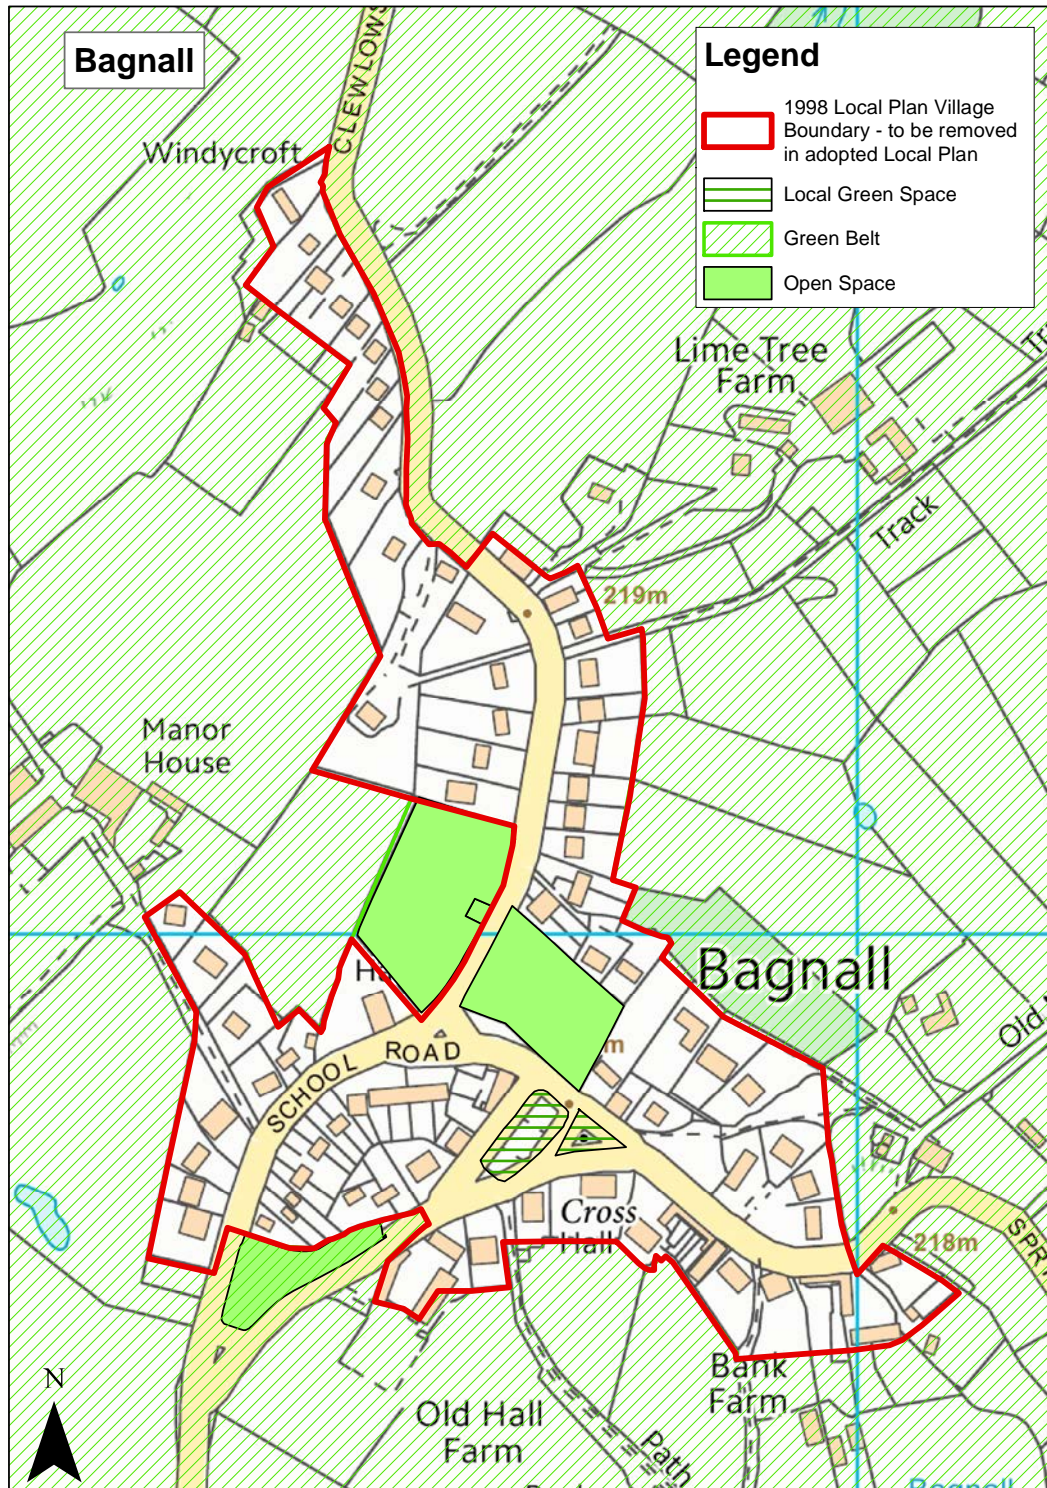 Bagnall
Legend
1998 Local Plan Village
Boundary - to be removed
in adopted Local Plan
Local Green Space
Green Belt
Open Space
CLEWLOWS
Windycroft
Lime Tree
Farm
Track
219m
Manor
House
Bagnall
Old
SCHOOL ROAD
m
Cross
Hall
218m
SPR
Bank
Farm
Old Hall
Farm
Path
N
Bagnall